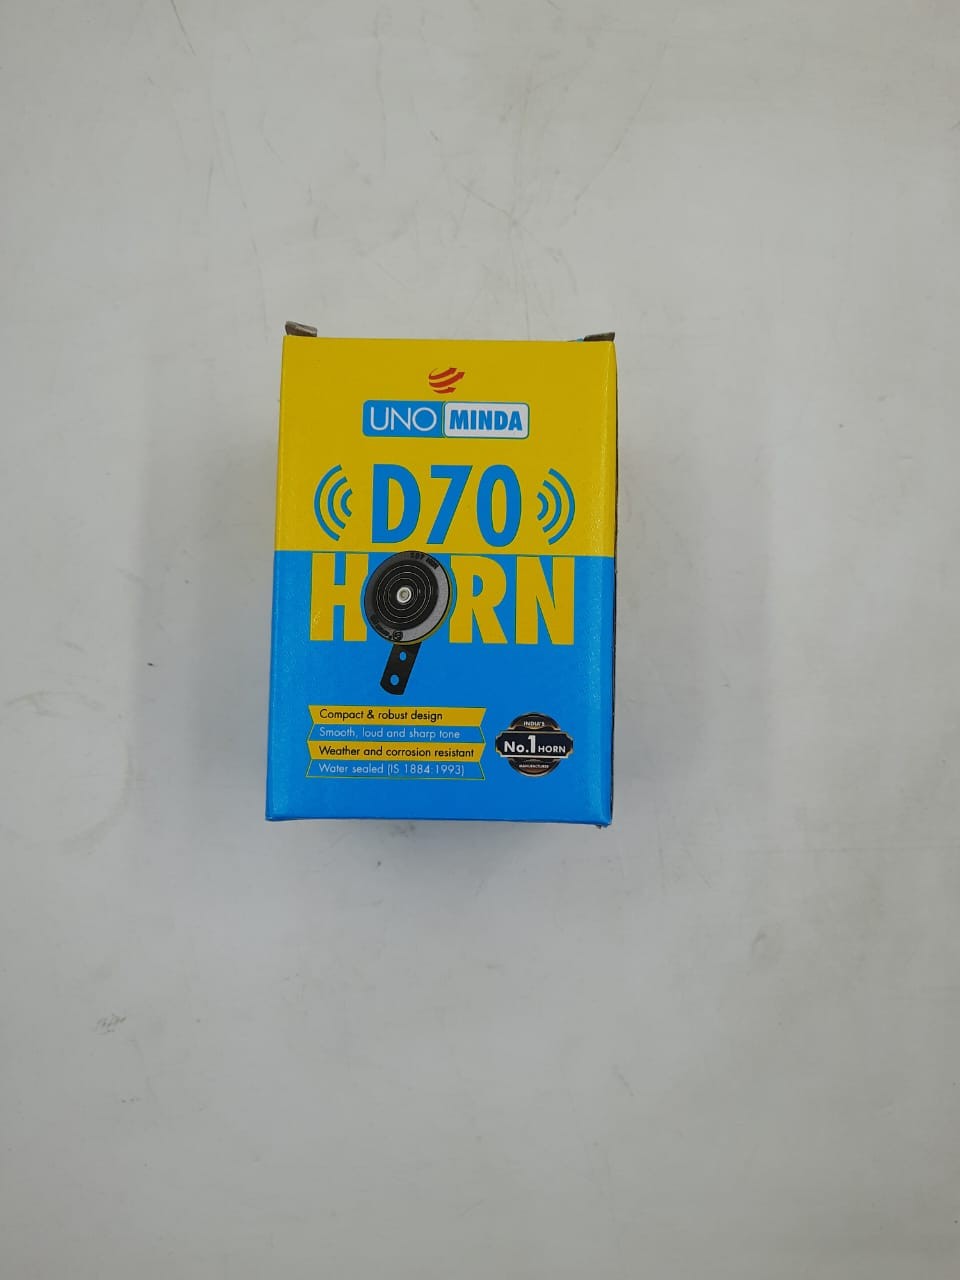 UNO MINDA
D70
HORN
Compact & robust design
Smooth, loud and sharp tone
Weather and corrosion resistant
Water sealed (IS 1884:1993)
INDIA'S
No.1 HORN
MANUFACTURER